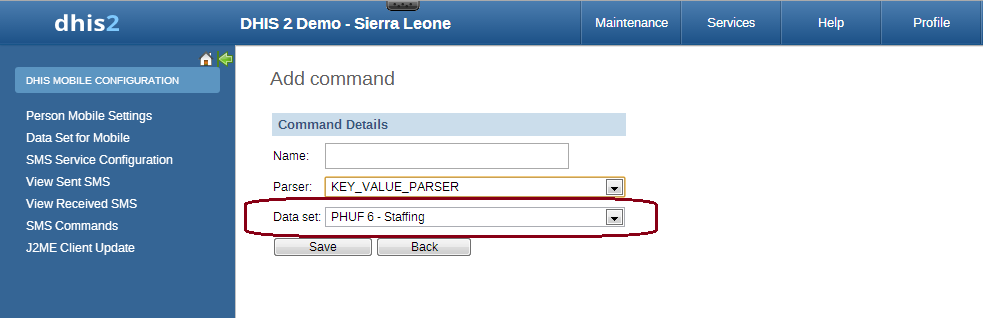 dhis2
DHIS 2 Demo - Sierra Leone
Maintenance
Services
Help
Profile
DHIS MOBILE CONFIGURATION
Person Mobile Settings
Data Set for Mobile
SMS Service Configuration
View Sent SMS
View Received SMS
SMS Commands
J2ME Client Update
Add command
Command Details
Name:
Parser: KEY_VALUE_PARSER
Data set: PHUF 6 - Staffing
Save Back